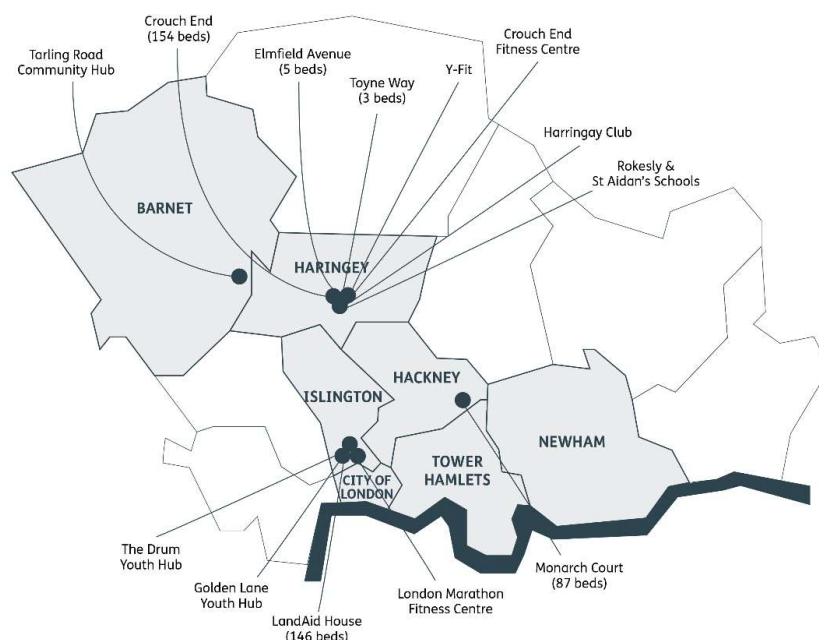 Crouch End
(154 beds)
Tarling Road
Community Hub
Elmfield Avenue
(5 beds)
Toyne Way
(3 beds)
Y-Fit
Crouch End
Fitness Centre
Harringay Club
Rokesly &
St Aidan's Schools
BARNET
HARINGEY
ISLINGTON
HACKNEY
NEWHAM
TOWER
HAMLETS
CITY OF
LONDON
The Drum
Youth Hub
Golden Lane
Youth Hub
LandAid House
(146 beds)
London Marathon
Fitness Centre
Monarch Court
(87 beds)